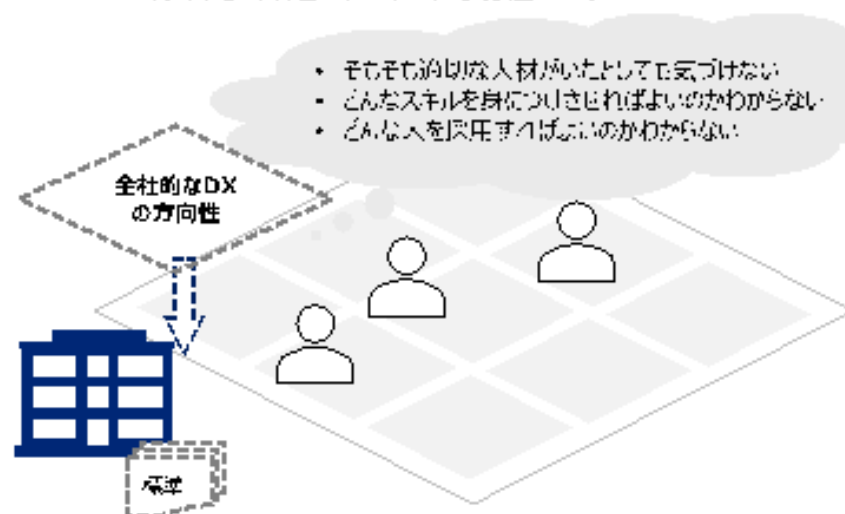 • そもそも適切な人材がいたとしても気づけない
• どんなスキルを身につけさせればよいのかわからない
• どんな人を採用すればよいのかわからない
全社的なDX
の方向性
標準